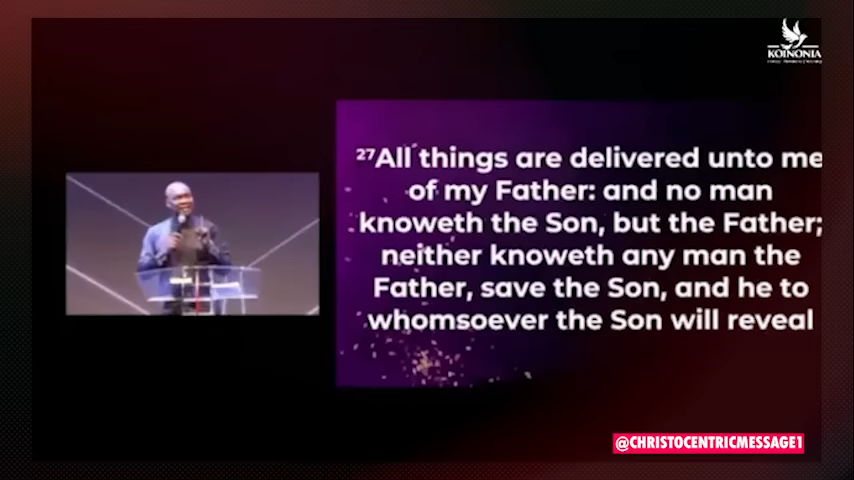 KOINONIA
²⁷All things are delivered unto me
of my Father: and no man
knoweth the Son, but the Father;
neither knoweth any man the
Father, save the Son, and he to
whomsoever the Son will reveal
@CHRISTOCENTRICMESSAGE1